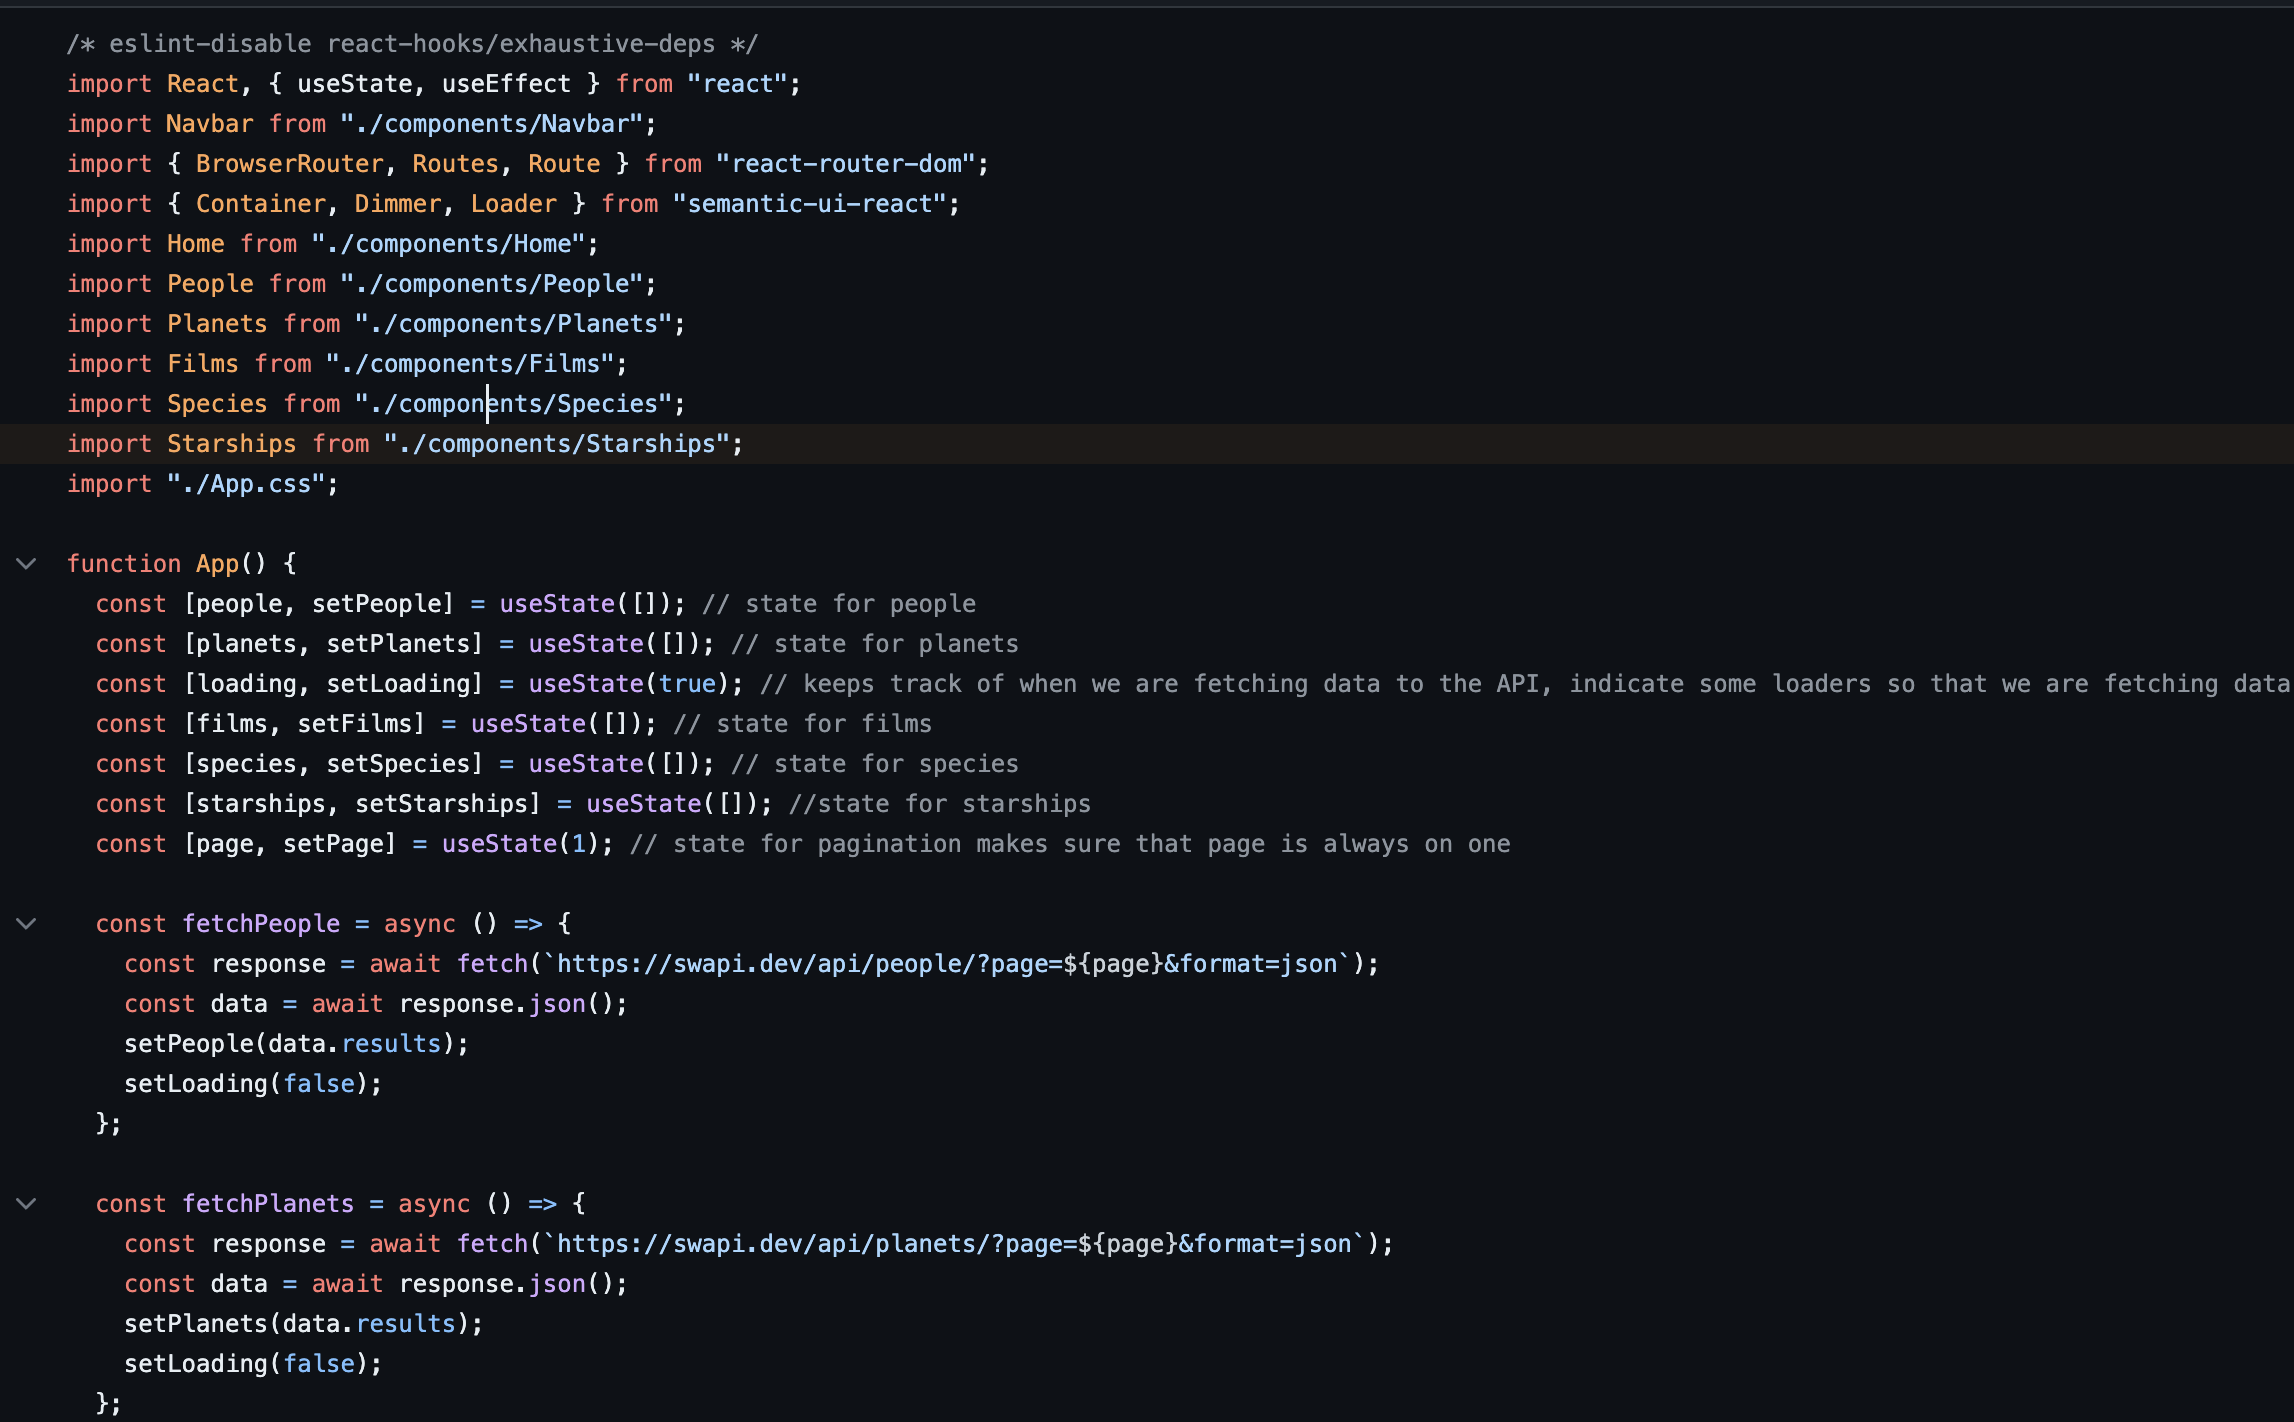 /* eslint-disable react-hooks/exhaustive-deps */
import React, { useState, useEffect } from "react";
import Navbar from "./components/Navbar";
import { BrowserRouter, Routes, Route } from "react-router-dom";
import { Container, Dimmer, Loader } from "semantic-ui-react";
import Home from "./components/Home";
import People from "./components/People";
import Planets from "./components/Planets";
import Films from "./components/Films";
import Species from "./components/Species";
import Starships from "./components/Starships";
import "./App.css";

function App() {
  const [people, setPeople] = useState([]); // state for people
  const [planets, setPlanets] = useState([]); // state for planets
  const [loading, setLoading] = useState(true); // keeps track of when we are fetching data to the API, indicate some loaders so that we are fetching data
  const [films, setFilms] = useState([]); // state for films
  const [species, setSpecies] = useState([]); // state for species
  const [starships, setStarships] = useState([]); //state for starships
  const [page, setPage] = useState(1); // state for pagination makes sure that page is always on one

  const fetchPeople = async () => {
    const response = await fetch(`https://swapi.dev/api/people/?page=${page}&format=json`);
    const data = await response.json();
    setPeople(data.results);
    setLoading(false);
  };

  const fetchPlanets = async () => {
    const response = await fetch(`https://swapi.dev/api/planets/?page=${page}&format=json`);
    const data = await response.json();
    setPlanets(data.results);
    setLoading(false);
  };